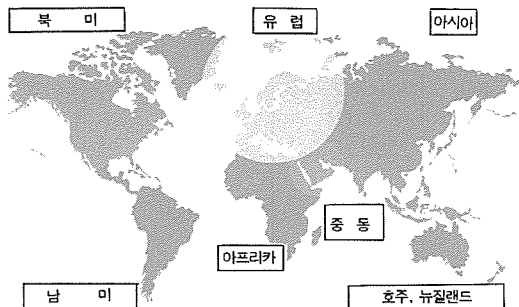 북 미
유 럽
아시아
중 동
아프리카
남 미
호주, 뉴질랜드